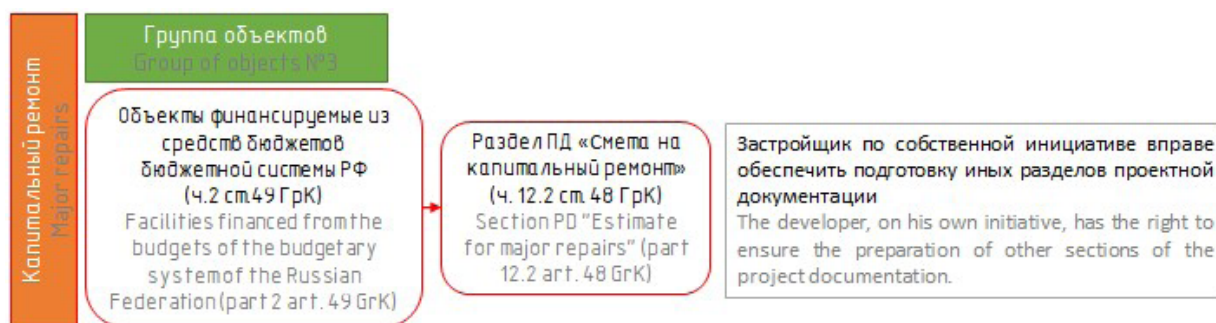 Капитальный ремонт
Major repairs
Группа объектов
Group of objects №3
Объекты финансируемые из
средств бюджетов
бюджетной системы РФ
(ч.2 ст.49 ГрК)
Facilities financed from the
budgets of the budgetary
system of the Russian
Federation (part 2 art. 49 GrK)
Раздел ПД «Смета на
капитальный ремонт»
(ч. 12.2 ст. 48 ГрК)
Section PD "Estimate
for major repairs" (part
12.2 art. 48 GrK)
Застройщик по собственной инициативе вправе
обеспечить подготовку иных разделов проектной
документации
The developer, on his own initiative, has the right to
ensure the preparation of other sections of the
project documentation.